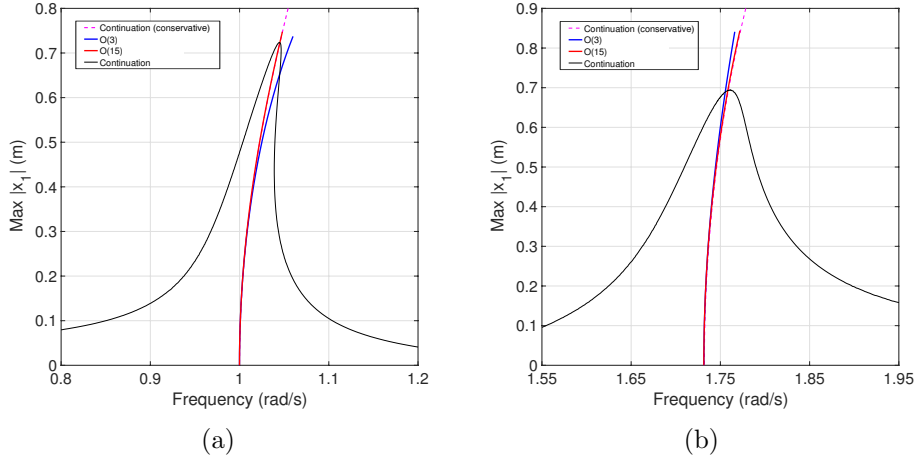 0.8
0.7
0.6
0.5
0.4
0.3
0.2
0.1
0
Max |x1| (m)
Continuation (conservative)
O(3)
O(15)
Continuation
0.8 0.9 1 1.1 1.2
Frequency (rad/s)
(a)
0.9
0.8
0.7
0.6
0.5
0.4
0.3
0.2
0.1
0
Max |x1| (m)
Continuation (conservative)
O(3)
O(15)
Continuation
1.55 1.65 1.75 1.85 1.95
Frequency (rad/s)
(b)